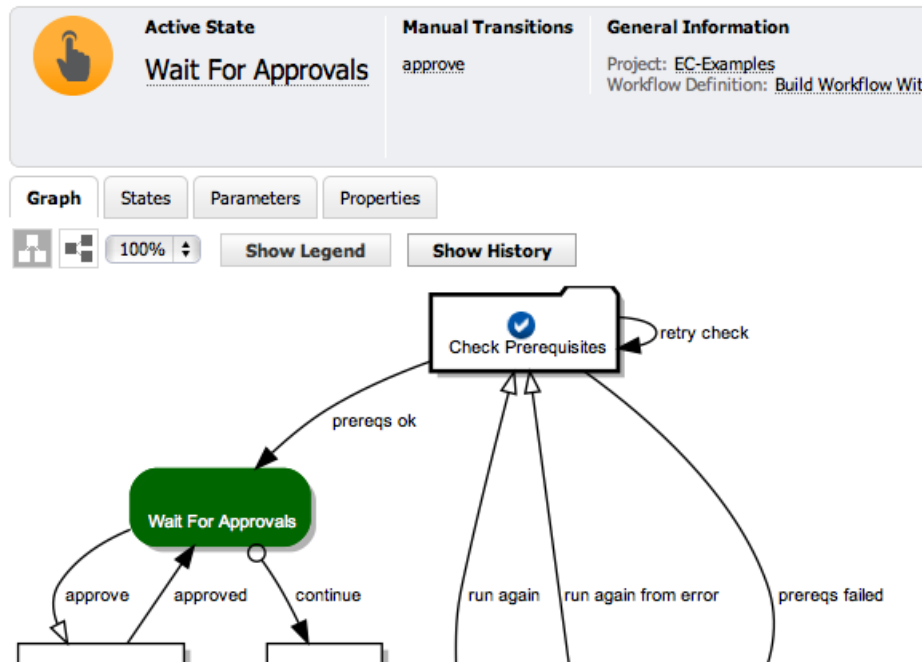 Active State
Wait For Approvals
Manual Transitions
approve
General Information
Project: EC-Examples
Workflow Definition: Build Workflow Wit
Graph
States
Parameters
Properties
100%
Show Legend
Show History
Check Prerequisites
retry check
prereqs ok
Wait For Approvals
approve
approved
continue
run again
run again from error
prereqs failed